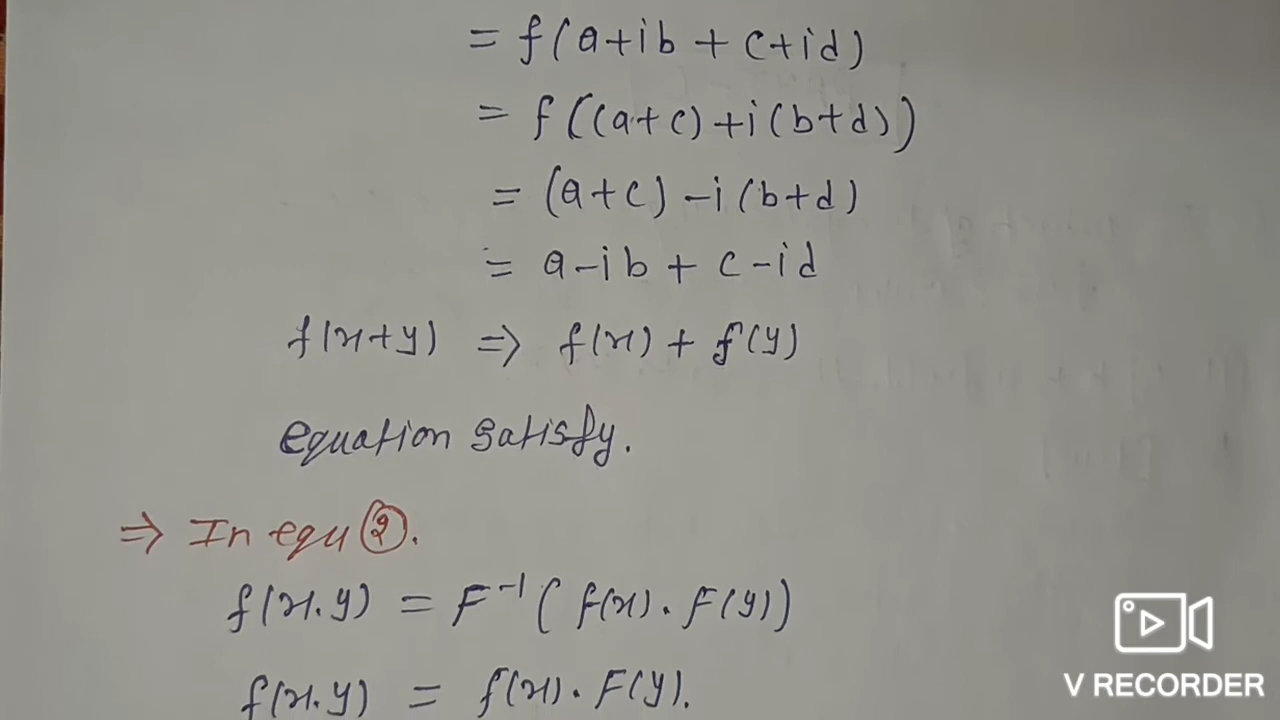 = f(a+ib + c+id)
= f((a+c)+i(b+d))
= (a+c) -i(b+d)
= a-ib + c-id
f(x+y) => f(x) + f(y)
equation satisfy.
=> In equ ②.
f(x.y) = F⁻¹( f(x) . F(y))
f(x.y) = f(x). F(y).
V RECORDER